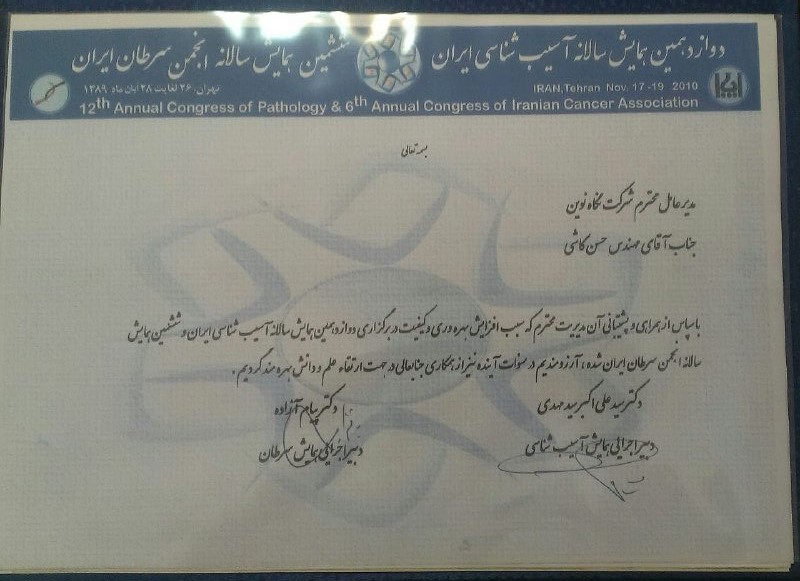 دوازدهمین همایش سالانه آسیب شناسی ایران
ششمین همایش سالانه انجمن سرطان ایران
IRAN,Tehran Nov. 17-19 2010
تهران، ۲۶ لغایت ۲۸ آبان ماه ۱۳۸۹
12th Annual Congress of Pathology & 6th Annual Congress of Iranian Cancer Association
بسمه تعالی
مدیر عامل محترم شرکت نگاه نوین
جناب آقای مهندس حسن کاشی
با سپاس از همراهی و پشتیبانی آن مدیریت محترم که سبب افزایش بهره وری و کیفیت در برگزاری دوازدهمین همایش سالانه آسیب شناسی ایران و ششمین همایش
سالانه انجمن سرطان ایران شده، آرزومندیم در سنوات آینده نیز از همکاری جنابعالی در جهت ارتقاء علم و دانش بهره مند گردیم.
دکتر سید علی اکبر سید مهدی
دکتر پیام آزاده
دبیر اجرائی همایش آسیب شناسی
دبیر اجرائی همایش سرطان